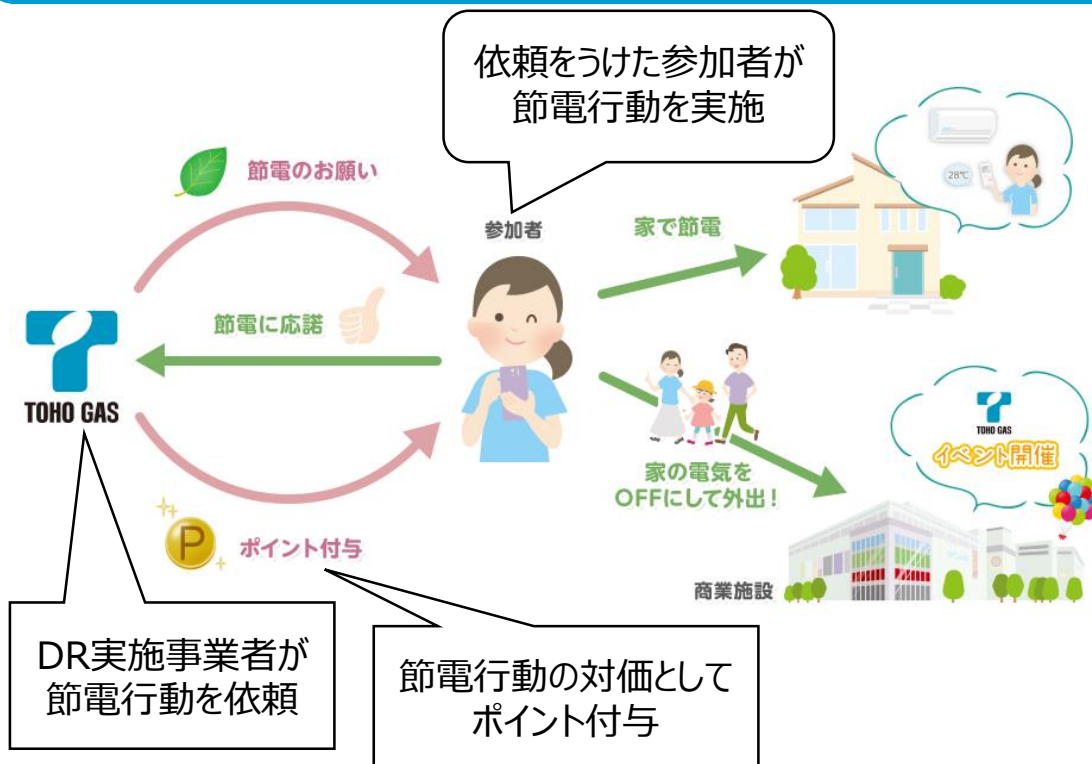 依頼をうけた参加者が
節電行動を実施
節電のお願い
28℃
参加者
家で節電
節電に応諾
TOHO GAS
TOHO GAS
イベント開催
家の電気を
OFFにして外出!
P
ポイント付与
商業施設
DR実施事業者が
節電行動を依頼
節電行動の対価として
ポイント付与